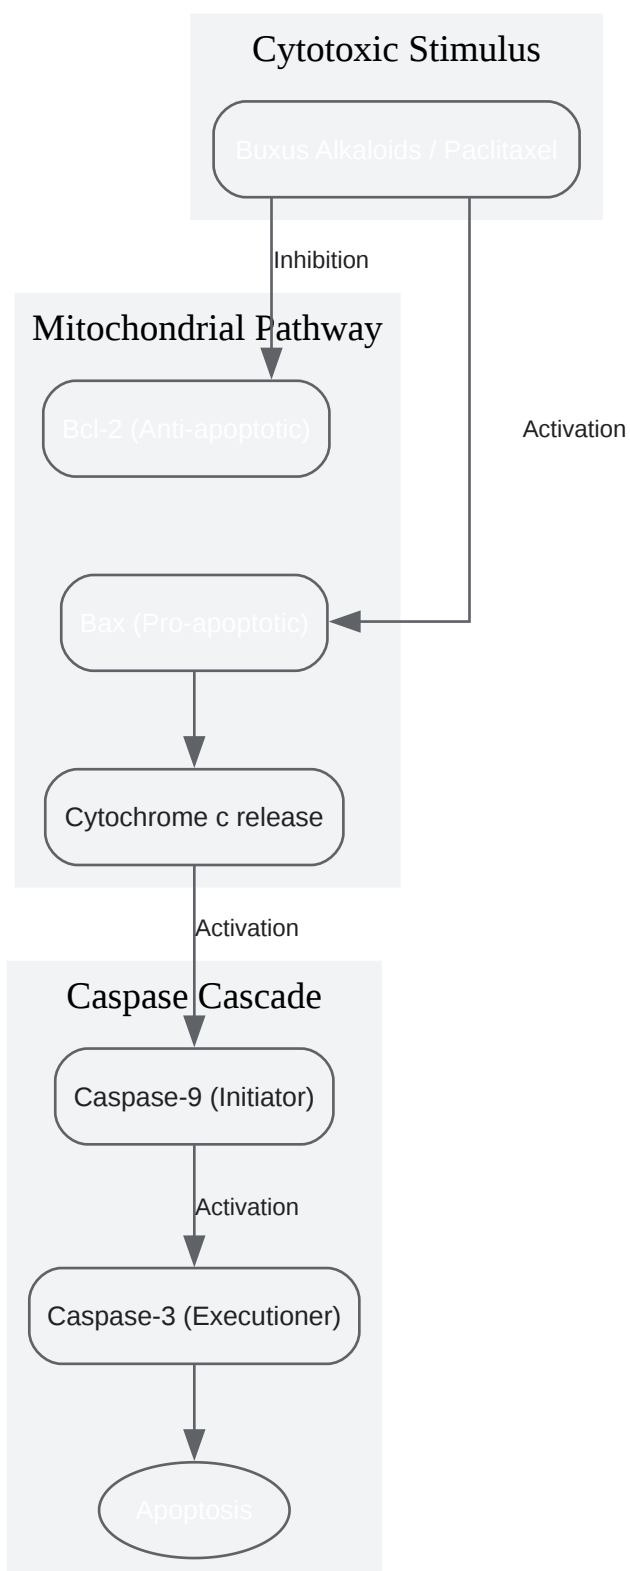 Cytotoxic Stimulus
Buxus Alkaloids / Paclitaxel
Inhibition
Mitochondrial Pathway
Bcl-2 (Anti-apoptotic)
Activation
Bax (Pro-apoptotic)
Cytochrome c release
Activation
Caspase Cascade
Caspase-9 (Initiator)
Activation
Caspase-3 (Executioner)
Apoptosis